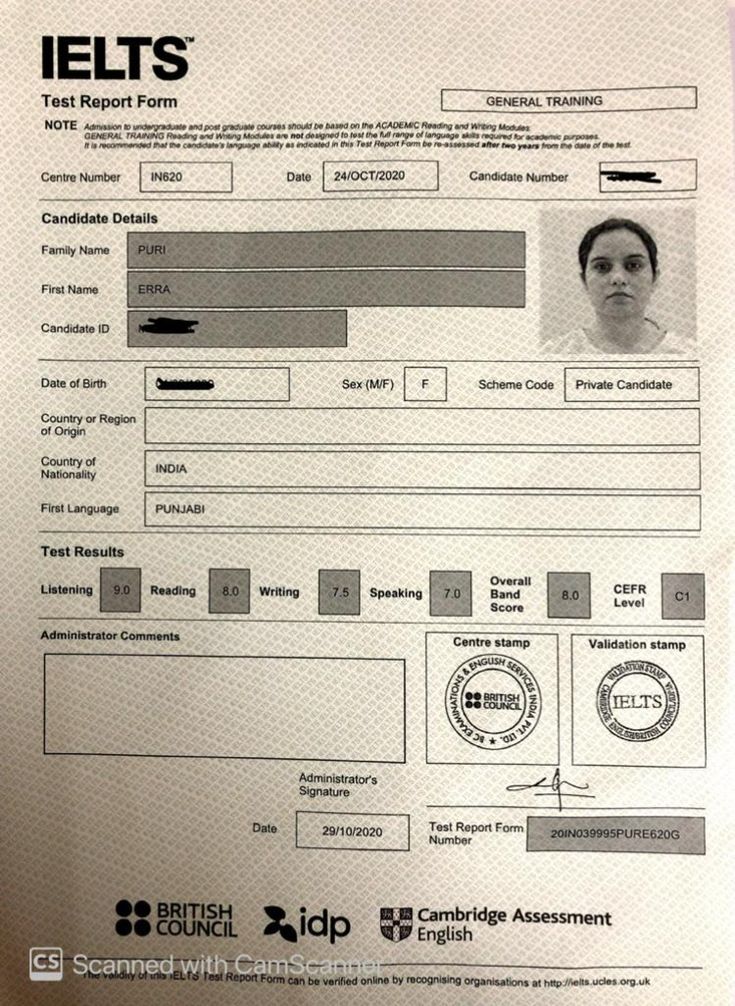 IELTS™
Test Report Form
GENERAL TRAINING
NOTE Admission to undergraduate and post graduate courses should be based on the ACADEMIC Reading and Writing Modules.
GENERAL TRAINING Reading and Writing Modules are not designed to test the full range of language skills required for academic purposes.
It is recommended that the candidate's language ability as indicated in this Test Report Form be re-assessed after two years from the date of the test.
Centre Number IN620 Date 24/OCT/2020 Candidate Number
Candidate Details
Family Name PURI
First Name ERRA
Candidate ID
Date of Birth Sex (M/F) F Scheme Code Private Candidate
Country or Region
of Origin
Country of
Nationality INDIA
First Language PUNJABI
Test Results
Listening 9.0 Reading 8.0 Writing 7.5 Speaking 7.0 Overall Band Score 8.0 CEFR Level C1
Administrator Comments
Centre stamp
BC EXAMINATIONS & ENGLISH SERVICES INDIA PVT. LTD.
BRITISH
COUNCIL
Validation stamp
VALIDATION STAMP
IELTS
Administrator's
Signature
Date 29/10/2020
Test Report Form
Number 20IN039995PURE620G
BRITISH
COUNCIL
idp
Cambridge Assessment
English
CS Scanned with CamScanner
The validity of this IELTS Test Report Form can be verified online by recognising organisations at http://ielts.ucles.org.uk